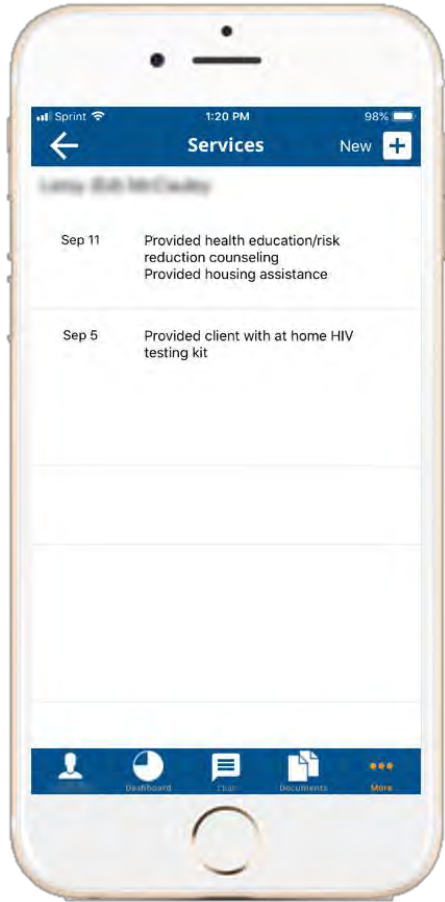 Sprint 1:20 PM 98%
Services New
Sep 11 Provided health education/risk
reduction counseling
Provided housing assistance
Sep 5 Provided client with at home HIV
testing kit
Dashboard Chat Documents More